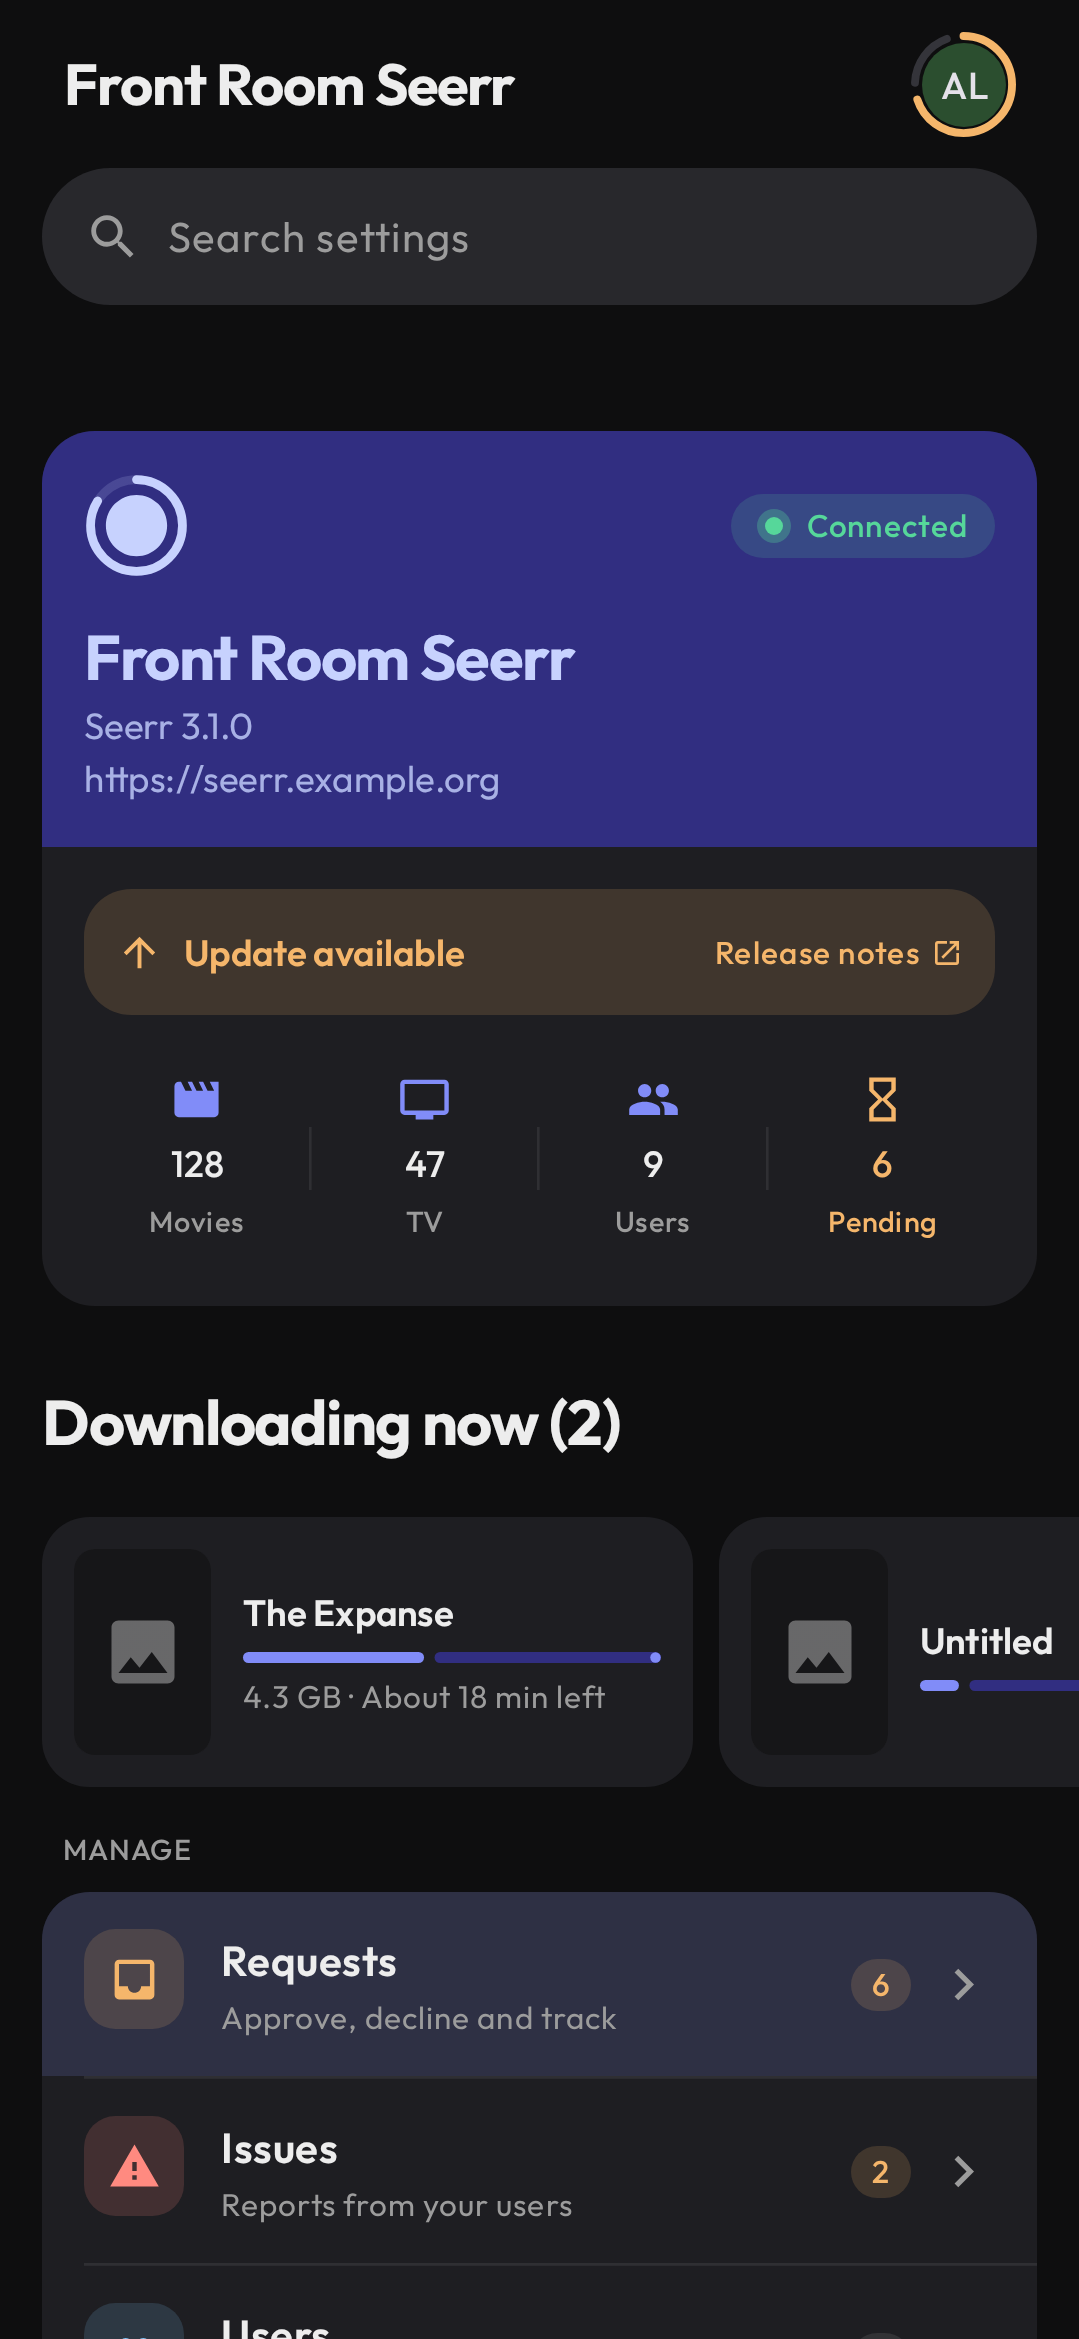 Front Room Seerr
AL
Search settings
Connected
Front Room Seerr
Seerr 3.1.0
https://seerr.example.org
Update available
Release notes
128
47
9
6
Movies
TV
Users
Pending
Downloading now (2)
The Expanse
4.3 GB · About 18 min left
Untitled
MANAGE
Requests
Approve, decline and track
6
Issues
Reports from your users
2
Users